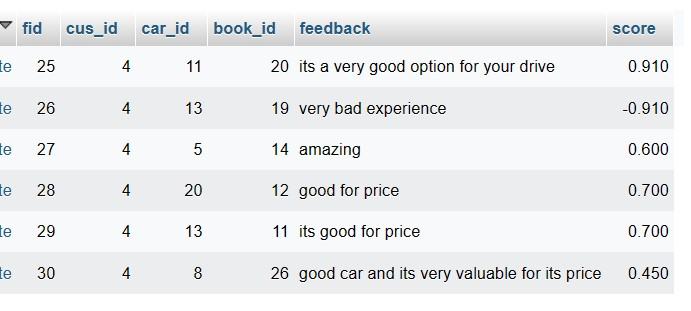 fid cus_id car_id book_id feedback score
te 25 4 11 20 its a very good option for your drive 0.910
te 26 4 13 19 very bad experience -0.910
te 27 4 5 14 amazing 0.600
te 28 4 20 12 good for price 0.700
te 29 4 13 11 its good for price 0.700
te 30 4 8 26 good car and its very valuable for its price 0.450